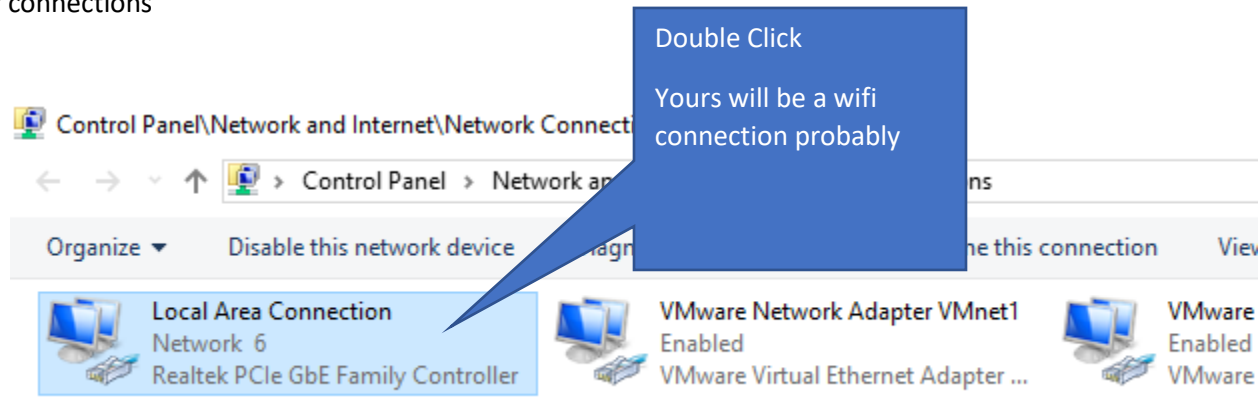 connections
Double Click
Yours will be a wifi
connection probably
Control Panel\Network and Internet\Network Connecti
Control Panel > Network an
ns
Organize
Disable this network device
agn
me this connection
View
Local Area Connection
Network 6
Realtek PCIe GbE Family Controller
VMware Network Adapter VMnet1
Enabled
VMware Virtual Ethernet Adapter ...
VMware
Enabled
VMware